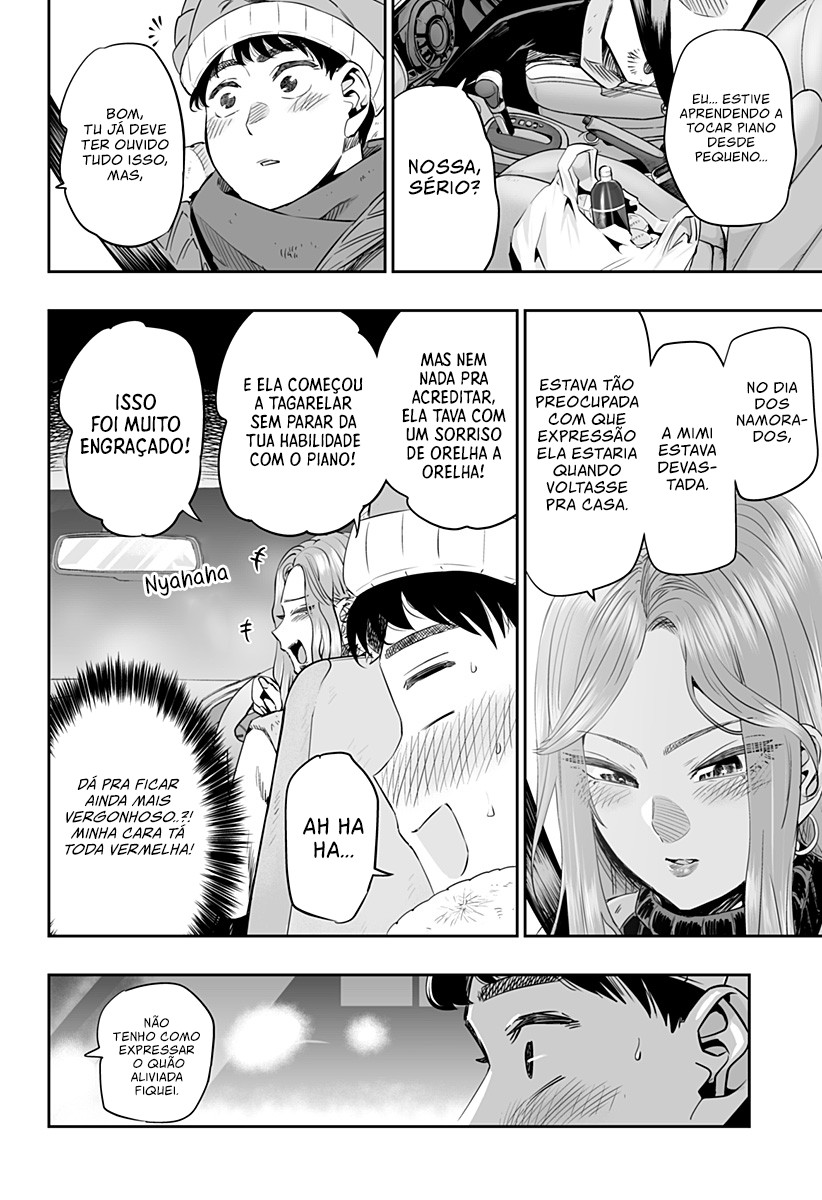 EU... ESTIVE
APRENDENDO A
TOCAR PIANO
DESDE
PEQUENO...
NOSSA,
SÉRIO?
BOM,
TU JÁ DEVE
TER OUVIDO
TUDO ISSO,
MAS,
NO DIA
DOS
NAMORA-
DOS,
A MIMI
ESTAVA
DEVAS-
TADA.
ESTAVA TÃO
PREOCUPADA
COM QUE
EXPRESSÃO
ELA ESTARIA
QUANDO
VOLTASSE
PRA CASA.
MAS NEM
NADA PRA
ACREDITAR,
ELA TAVA COM
UM SORRISO
DE ORELHA A
ORELHA!
E ELA COMEÇOU
A TAGARELAR
SEM PARAR DA
TUA HABILIDADE
COM O PIANO!
ISSO
FOI MUITO
ENGRAÇADO!
Nyahaha
AH HA
HA...
DÁ PRA FICAR
AINDA MAIS
VERGONHOSO.?!
MINHA CARA TÁ
TODA VERMELHA!
NÃO
TENHO COMO
EXPRESSAR
O QUÃO
ALIVIADA
FIQUEI.